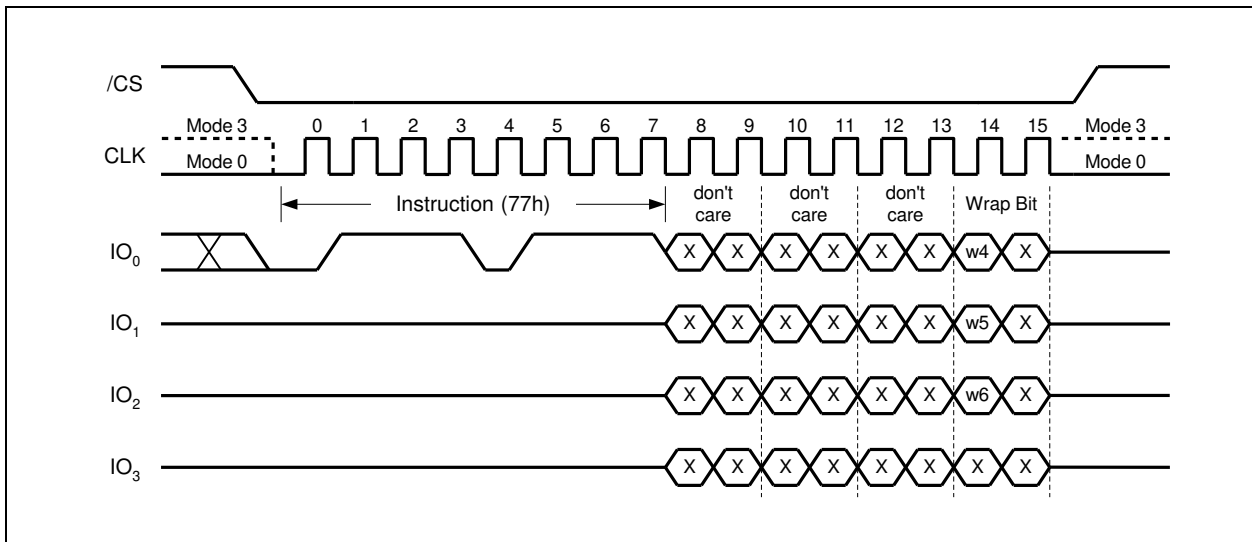 /CS
Mode 3 0 1 2 3 4 5 6 7 8 9 10 11 12 13 14 15 Mode 3
CLK
Mode 0 Mode 0
Instruction (77h) don't care don't care don't care Wrap Bit
IO0 X X X X X X w4 X
IO1 X X X X X X w5 X
IO2 X X X X X X w6 X
IO3 X X X X X X X X